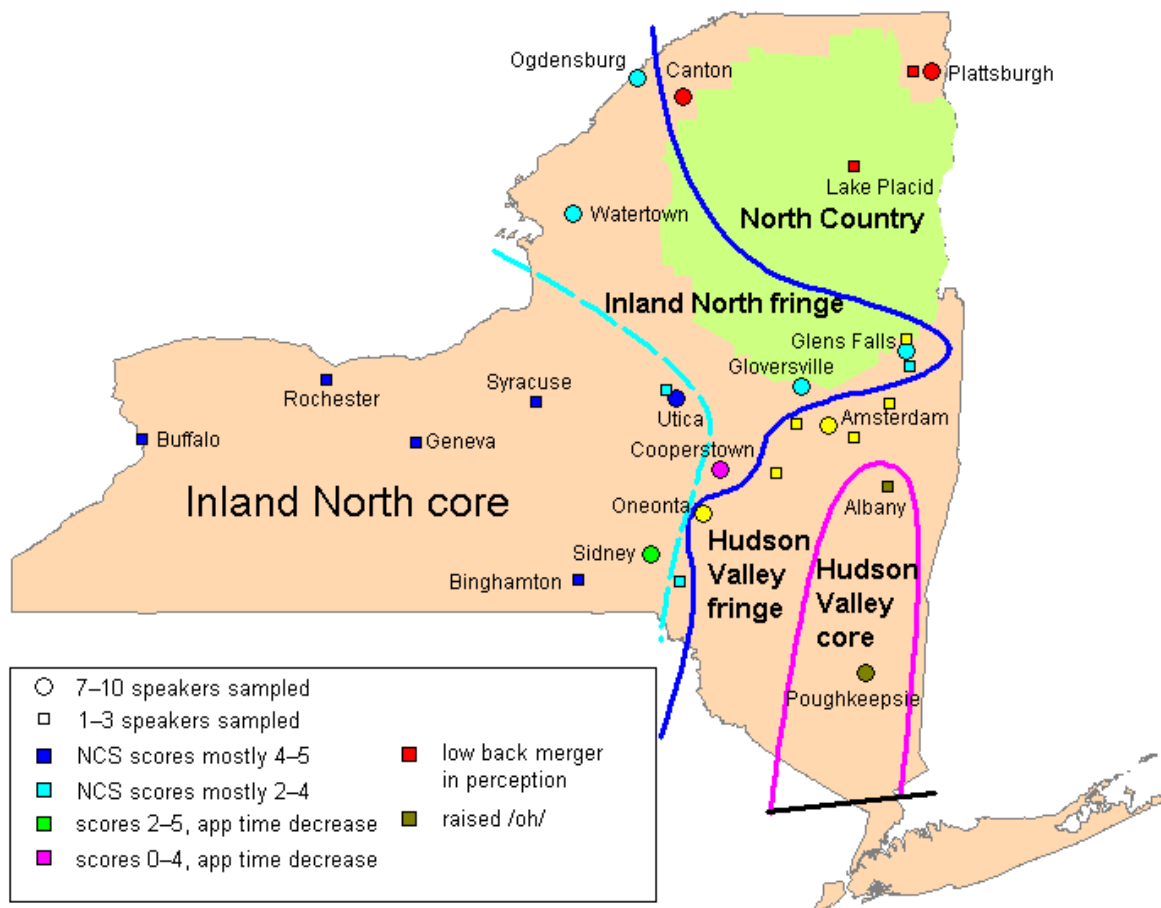 Ogdensburg
Canton
Plattsburgh
Lake Placid
Watertown
North Country
Inland North fringe
Glens Falls
Gloversville
Syracuse
Rochester
Utica
Amsterdam
Buffalo
Geneva
Cooperstown
Inland North core
Oneonta
Albany
Sidney
Hudson
Valley
fringe
Hudson
Valley
core
Binghamton
Poughkeepsie
7–10 speakers sampled
1–3 speakers sampled
NCS scores mostly 4–5
NCS scores mostly 2–4
scores 2–5, app time decrease
scores 0–4, app time decrease
low back merger
in perception
raised /oh/